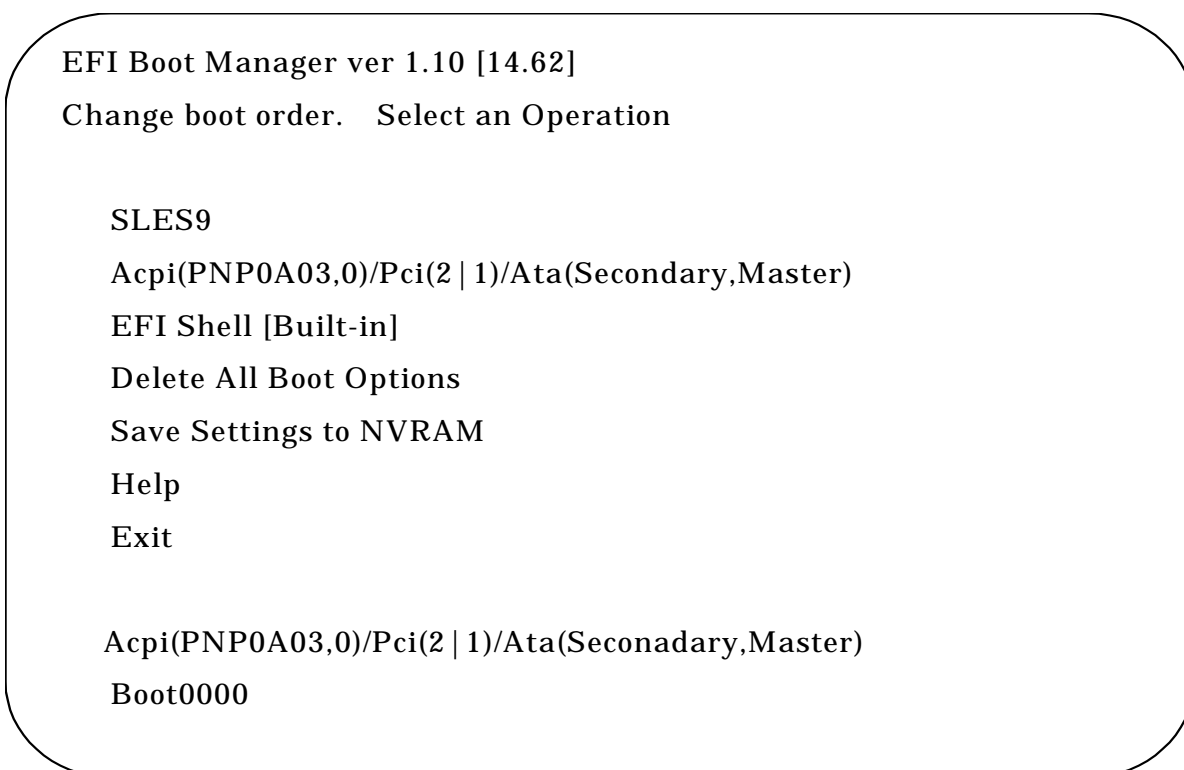 EFI Boot Manager ver 1.10 [14.62]
Change boot order. Select an Operation
SLES9
Acpi(PNP0A03,0)/Pci(2|1)/Ata(Secondary,Master)
EFI Shell [Built-in]
Delete All Boot Options
Save Settings to NVRAM
Help
Exit
Acpi(PNP0A03,0)/Pci(2|1)/Ata(Seconadary,Master)
Boot0000